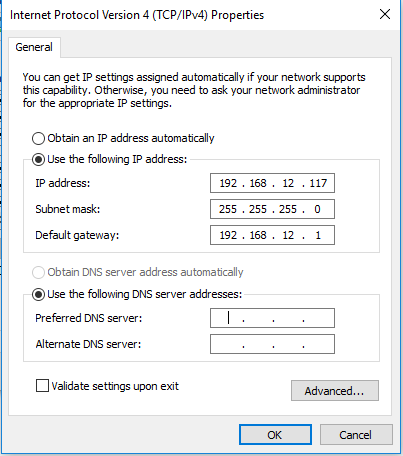 Internet Protocol Version 4 (TCP/IPv4) Properties
General
You can get IP settings assigned automatically if your network supports
this capability. Otherwise, you need to ask your network administrator
for the appropriate IP settings.
Obtain an IP address automatically
Use the following IP address:
IP address: 192 . 168 . 12 . 117
Subnet mask: 255 . 255 . 255 . 0
Default gateway: 192 . 168 . 12 . 1
Obtain DNS server address automatically
Use the following DNS server addresses:
Preferred DNS server: . . .
Alternate DNS server: . . .
Validate settings upon exit
Advanced...
OK Cancel